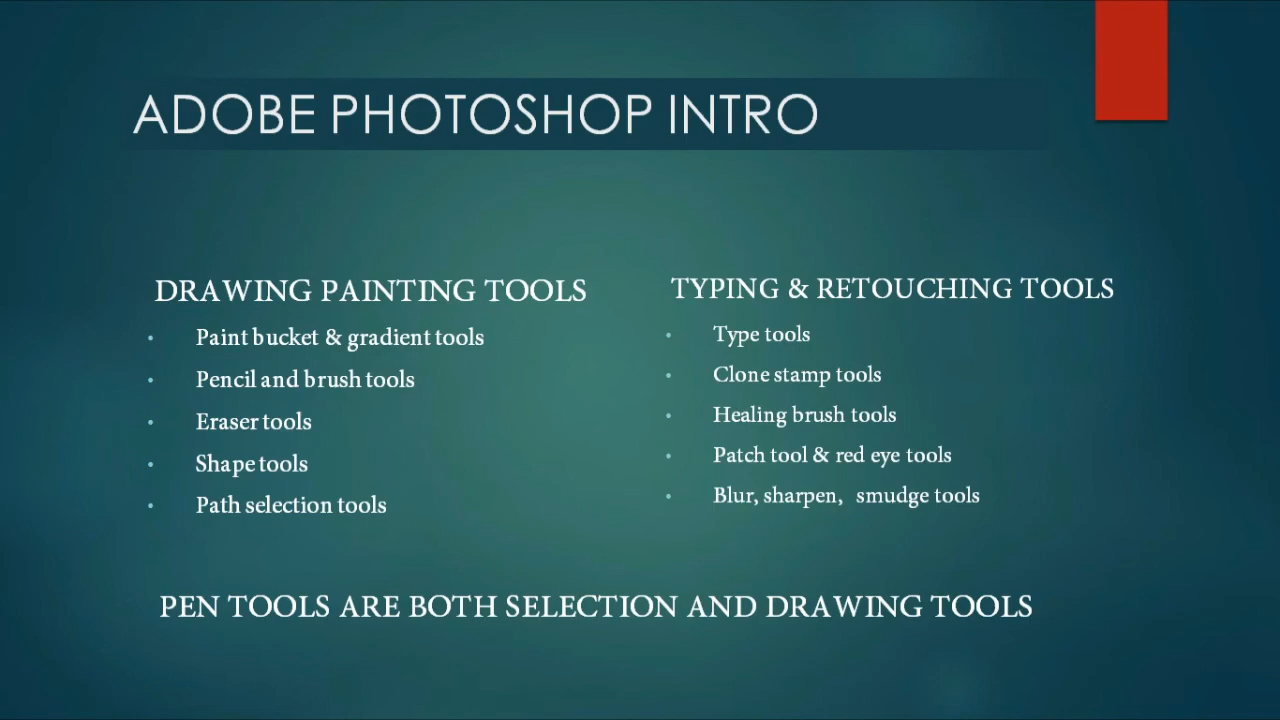 ADOBE PHOTOSHOP INTRO
DRAWING PAINTING TOOLS
• Paint bucket & gradient tools
• Pencil and brush tools
• Eraser tools
• Shape tools
• Path selection tools
TYPING & RETOUCHING TOOLS
• Type tools
• Clone stamp tools
• Healing brush tools
• Patch tool & red eye tools
• Blur, sharpen, smudge tools
PEN TOOLS ARE BOTH SELECTION AND DRAWING TOOLS